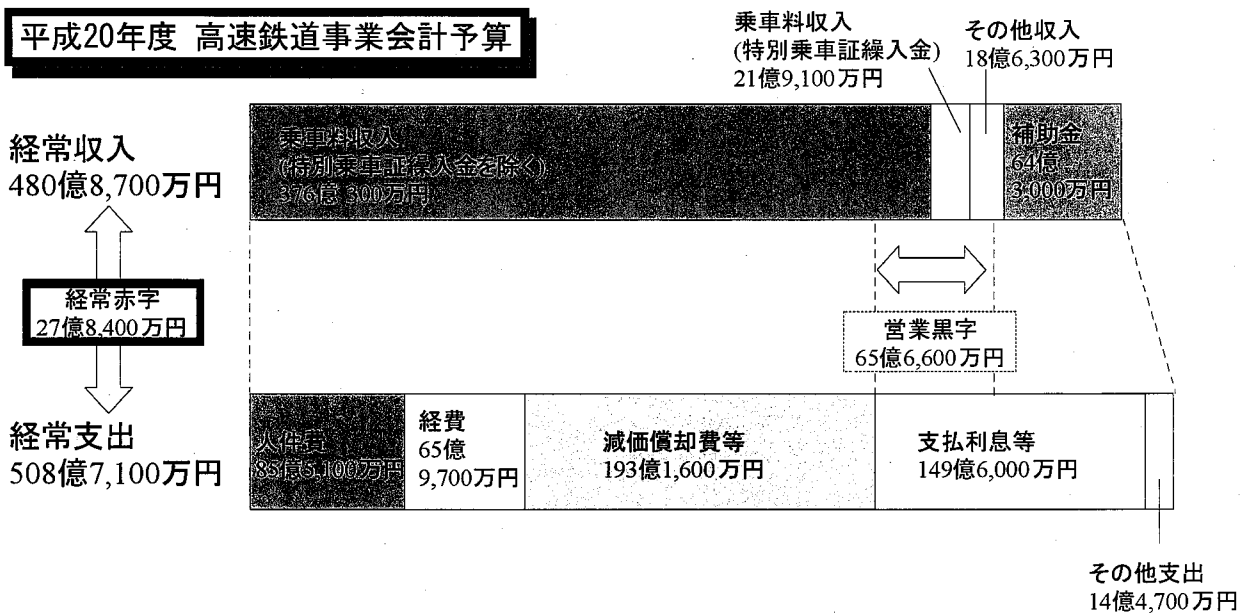 平成20年度 高速鉄道事業会計予算
乗車料収入
(特別乗車証繰入金)
21億9,100万円
その他収入
18億6,300万円
経常収入
480億8,700万円
乗車料収入
(特別乗車証繰入金を除く)
376億 300万円
補助金
64億
3,000万円
経常赤字
27億8,400万円
営業黒字
65億6,600万円
経常支出
508億7,100万円
人件費
85億5,100万円
経費
65億
9,700万円
減価償却費等
193億1,600万円
支払利息等
149億6,000万円
その他支出
14億4,700万円